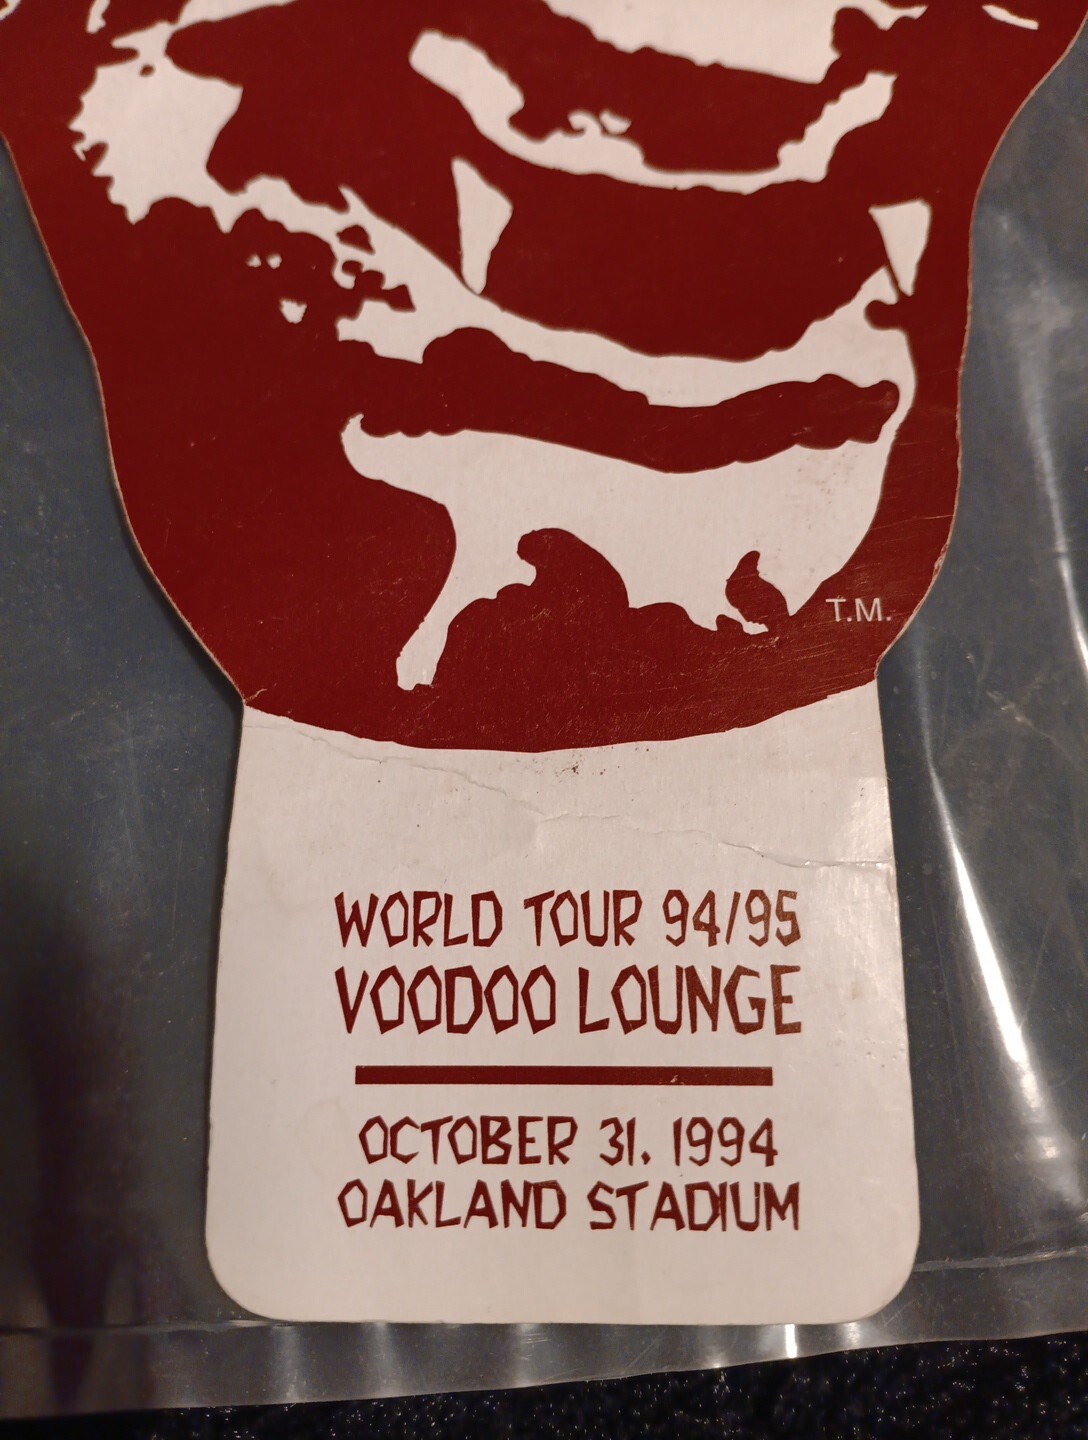 T.M.
WORLD TOUR 94/95
VOODOO LOUNGE
OCTOBER 31, 1994
OAKLAND STADIUM